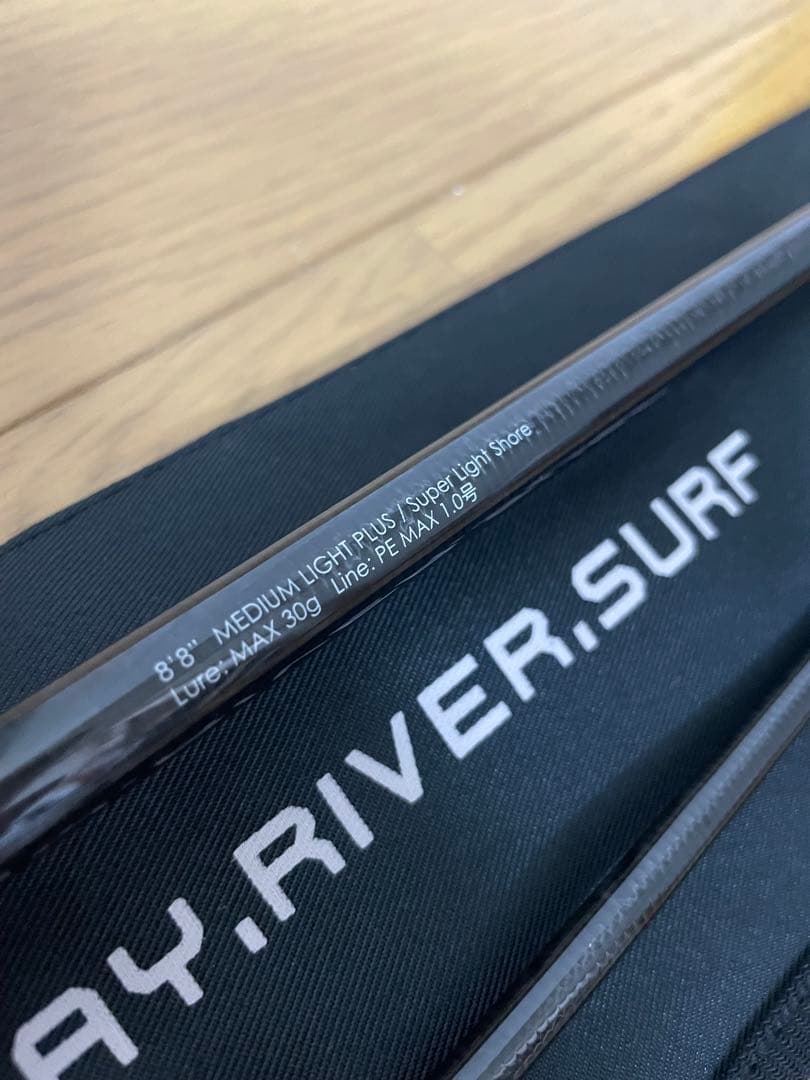 8'8" MEDIUM LIGHT PLUS / Super Light Shore
Lure: MAX 30g Line: PE MAX 1.0号
AY.RIVER.SURF